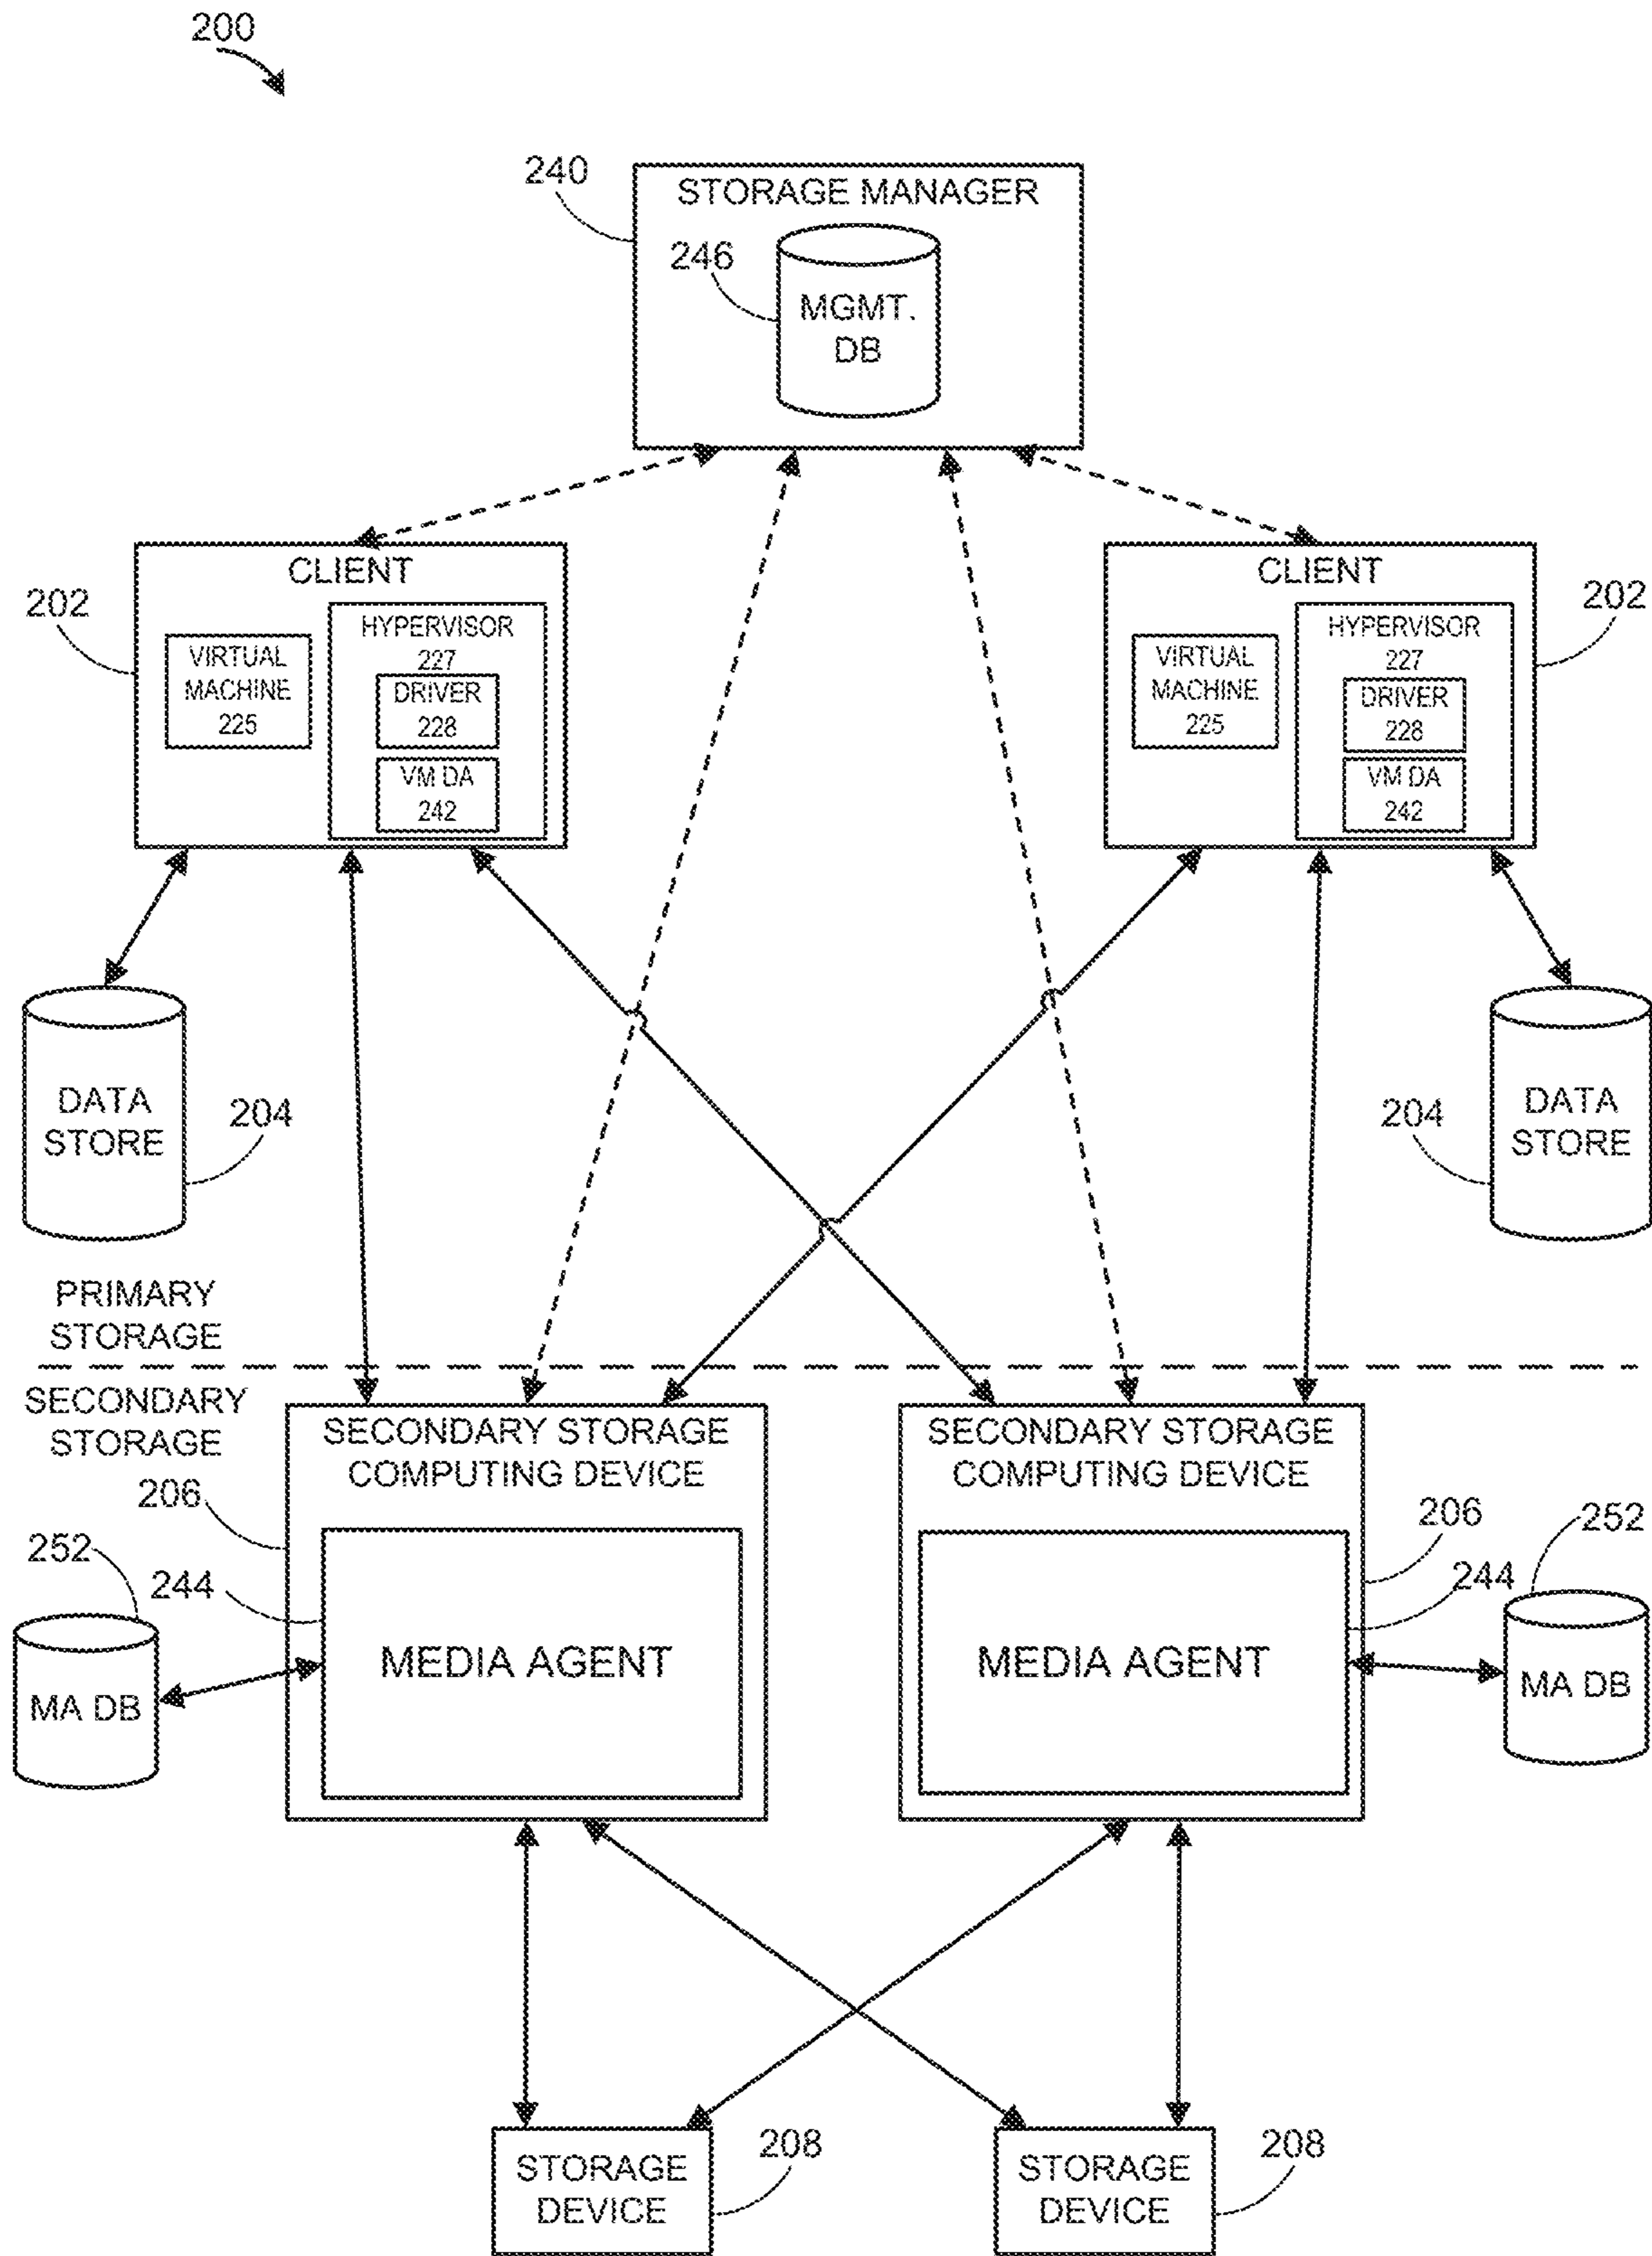 200
240
STORAGE MANAGER
246
MGMT.
DB
202
CLIENT
VIRTUAL
MACHINE
225
HYPERVISOR
227
DRIVER
228
VM DA
242
CLIENT
VIRTUAL
MACHINE
225
HYPERVISOR
227
DRIVER
228
VM DA
242
202
DATA
STORE
204
204
DATA
STORE
PRIMARY
STORAGE
SECONDARY
STORAGE
SECONDARY STORAGE
COMPUTING DEVICE
206
244
MEDIA AGENT
252
MA DB
SECONDARY STORAGE
COMPUTING DEVICE
206
244
MEDIA AGENT
252
MA DB
STORAGE
DEVICE
208
STORAGE
DEVICE
208